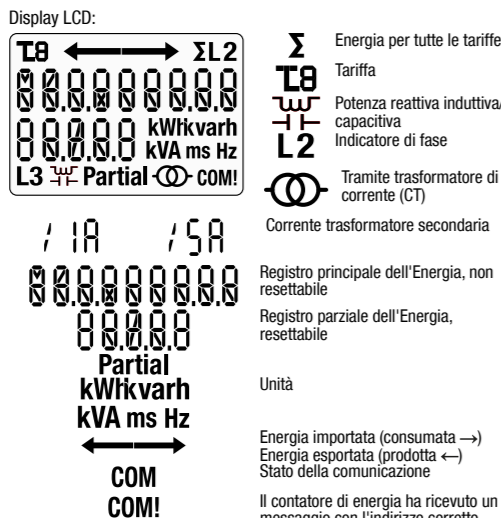 Display LCD:
T8 ΣL2
kWh kvarh
kVA ms Hz
L3 Partial COM!
Σ Energia per tutte le tariffe
T8 Tariffa
Potenza reattiva induttiva/
capacitiva
L2 Indicatore di fase
Tramite trasformatore di
corrente (CT)
/ 1A / 5A Corrente trasformatore secondaria
Registro principale dell'Energia, non
resettabile
Registro parziale dell'Energia,
resettabile
Partial
kWh kvarh Unità
kVA ms Hz
Energia importata (consumata →)
Energia esportata (prodotta ←)
COM Stato della comunicazione
COM! Il contatore di energia ha ricevuto un
messaggio con l'indirizzo corretto